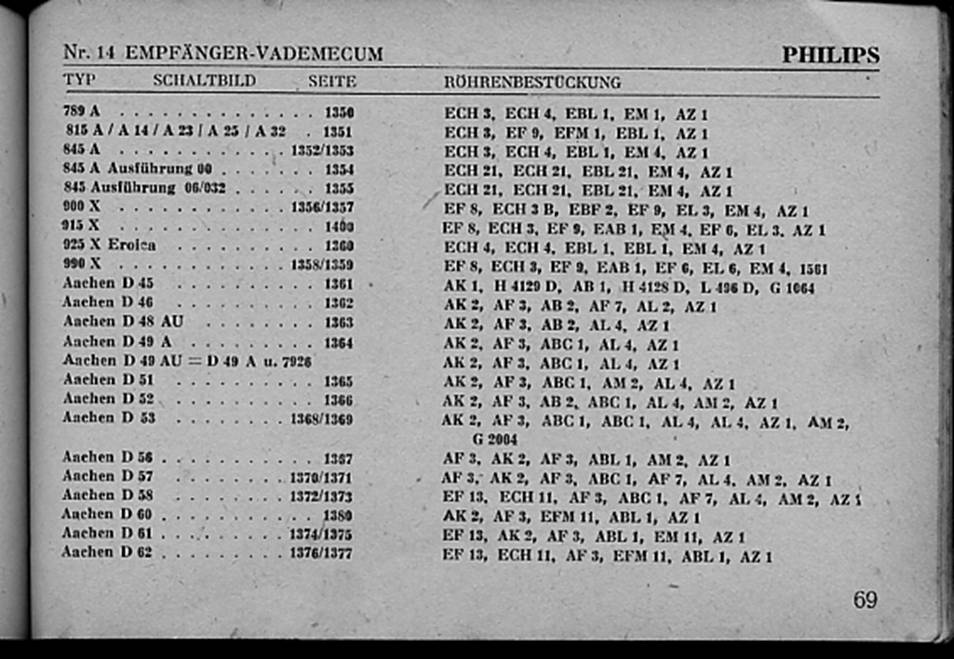 Nr. 14 EMPFÄNGER-VADEMECUM PHILIPS
TYP SCHALTBILD SEITE RÖHRENBESTÜCKUNG
789 A . . . . . . . . . . . . . . 1350 ECH 3, ECH 4, EBL 1, EM 1, AZ 1
815 A / A 14 / A 23 / A 25 / A 32 . 1351 ECH 3, EF 9, EFM 1, EBL 1, AZ 1
845 A . . . . . . . . . . . . 1352/1353 ECH 3, ECH 4, EBL 1, EM 4, AZ 1
845 A Ausführung 00 . . . . . . . 1354 ECH 21, ECH 21, EBL 21, EM 4, AZ 1
845 Ausführung 06/032 . . . . . . 1355 ECH 21, ECH 21, EBL 21, EM 4, AZ 1
900 X . . . . . . . . . . . . 1356/1357 EF 8, ECH 3 B, EBF 2, EF 9, EL 3, EM 4, AZ 1
915 X . . . . . . . . . . . . . . 1400 EF 8, ECH 3, EF 9, EAB 1, EM 4, EF 6, EL 3, AZ 1
925 X Eroica . . . . . . . . . . 1360 ECH 4, ECH 4, EBL 1, EBL 1, EM 4, AZ 1
990 X . . . . . . . . . . . . 1358/1359 EF 8, ECH 3, EF 9, EAB 1, EF 6, EL 6, EM 4, 1561
Aachen D 45 . . . . . . . . . . 1361 AK 1, H 4129 D, AB 1, H 4128 D, L 496 D, G 1064
Aachen D 46 . . . . . . . . . . 1362 AK 2, AF 3, AB 2, AF 7, AL 2, AZ 1
Aachen D 48 AU . . . . . . . . 1363 AK 2, AF 3, AB 2, AL 4, AZ 1
Aachen D 49 A . . . . . . . . . 1364 AK 2, AF 3, ABC 1, AL 4, AZ 1
Aachen D 49 AU = D 49 A u. 7926 AK 2, AF 3, ABC 1, AL 4, AZ 1
Aachen D 51 . . . . . . . . . . 1365 AK 2, AF 3, ABC 1, AM 2, AL 4, AZ 1
Aachen D 52 . . . . . . . . . . 1366 AK 2, AF 3, AB 2, ABC 1, AL 4, AM 2, AZ 1
Aachen D 53 . . . . . . . . 1368/1369 AK 2, AF 3, ABC 1, ABC 1, AL 4, AL 4, AZ 1, AM 2,
G 2004
Aachen D 56 . . . . . . . . . . . 1367 AF 3, AK 2, AF 3, ABL 1, AM 2, AZ 1
Aachen D 57 . . . . . . . . 1370/1371 AF 3, AK 2, AF 3, ABC 1, AF 7, AL 4, AM 2, AZ 1
Aachen D 58 . . . . . . . . 1372/1373 EF 13, ECH 11, AF 3, ABC 1, AF 7, AL 4, AM 2, AZ 1
Aachen D 60 . . . . . . . . . . . 1380 AK 2, AF 3, EFM 11, ABL 1, AZ 1
Aachen D 61 . . . . . . . . . 1374/1375 EF 13, AK 2, AF 3, ABL 1, EM 11, AZ 1
Aachen D 62 . . . . . . . . . 1376/1377 EF 13, ECH 11, AF 3, EFM 11, ABL 1, AZ 1
69